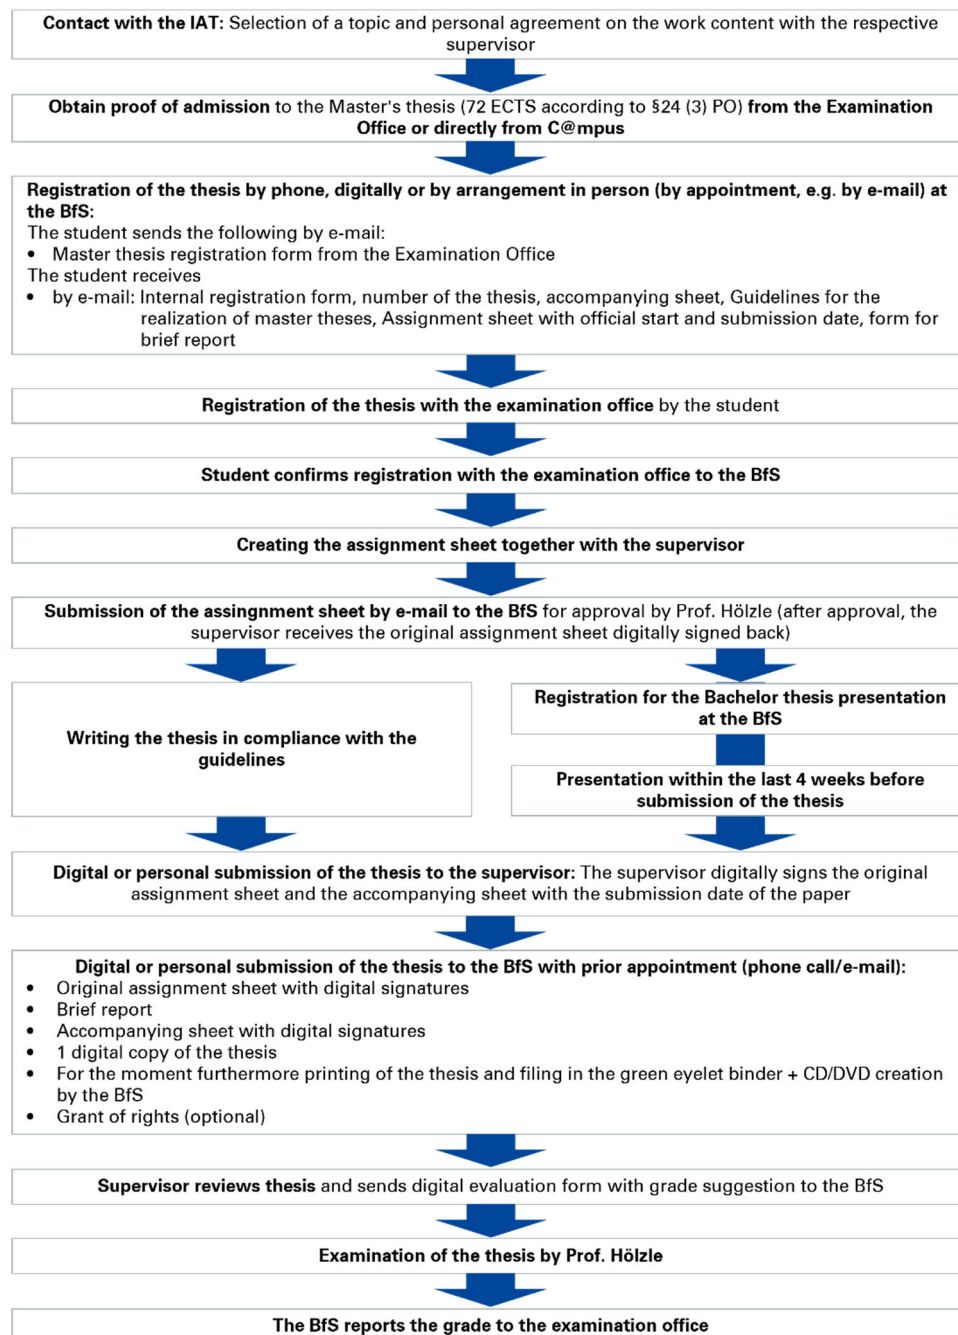 Contact with the IAT: Selection of a topic and personal agreement on the work content with the respective
supervisor
Obtain proof of admission to the Master's thesis (72 ECTS according to §24 (3) PO) from the Examination
Office or directly from C@mpus
Registration of the thesis by phone, digitally or by arrangement in person (by appointment, e.g. by e-mail) at
the BfS:
The student sends the following by e-mail:
• Master thesis registration form from the Examination Office
The student receives
• by e-mail: Internal registration form, number of the thesis, accompanying sheet, Guidelines for the
realization of master theses, Assignment sheet with official start and submission date, form for
brief report
Registration of the thesis with the examination office by the student
Student confirms registration with the examination office to the BfS
Creating the assignment sheet together with the supervisor
Submission of the assingnment sheet by e-mail to the BfS for approval by Prof. Hölzle (after approval, the
supervisor receives the original assignment sheet digitally signed back)
Writing the thesis in compliance with the
guidelines
Registration for the Bachelor thesis presentation
at the BfS
Presentation within the last 4 weeks before
submission of the thesis
Digital or personal submission of the thesis to the supervisor: The supervisor digitally signs the original
assignment sheet and the accompanying sheet with the submission date of the paper
Digital or personal submission of the thesis to the BfS with prior appointment (phone call/e-mail):
• Original assignment sheet with digital signatures
• Brief report
• Accompanying sheet with digital signatures
• 1 digital copy of the thesis
• For the moment furthermore printing of the thesis and filing in the green eyelet binder + CD/DVD creation
by the BfS
• Grant of rights (optional)
Supervisor reviews thesis and sends digital evaluation form with grade suggestion to the BfS
Examination of the thesis by Prof. Hölzle
The BfS reports the grade to the examination office